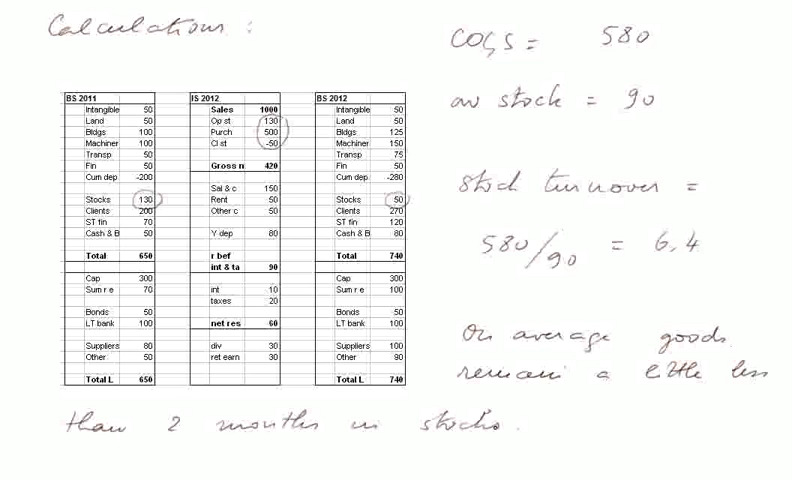 Calculations :
COGS = 580
av stock = 90
stock turnover =
580/90 = 6,4
On average goods
remain a little less
than 2 months in stocks.
BS 2011 IS 2012 BS 2012
Intangible 50 Sales 1000 Intangible 50
Land 50 Op st 130 Land 50
Bldgs 100 Purch 500 Bldgs 125
Machiner 100 Cl st -50 Machiner 150
Transp 50 Transp 75
Fin 50 Gross n 420 Fin 50
Cum dep -200 Cum dep -280
Sal & c 150
Stocks 130 Rent 50 Stocks 50
Clients 200 Other c 50 Clients 270
ST fin 70 ST fin 120
Cash & B 50 Y dep 80 Cash & B 80
Total 650 r bef Total 740
int & ta 90
Cap 300 Cap 300
Sum r e 70 int 10 Sum r e 100
taxes 20
Bonds 50 Bonds 50
LT bank 100 net res 60 LT bank 100
Suppliers 80 div 30 Suppliers 100
Other 50 ret earn 30 Other 90
Total L 650 Total L 740